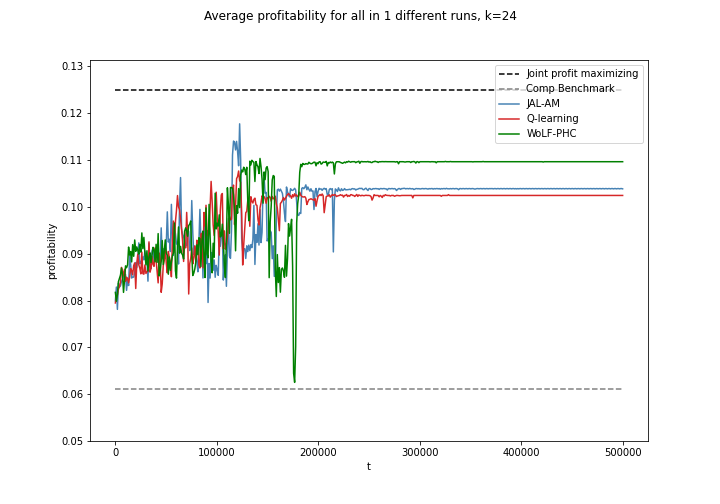 Average profitability for all in 1 different runs, k=24
Joint profit maximizing
Comp Benchmark
JAL-AM
Q-learning
WoLF-PHC
0.13
0.12
0.11
0.10
0.09
0.08
0.07
0.06
0.05
profitability
0
100000
200000
300000
400000
500000
t